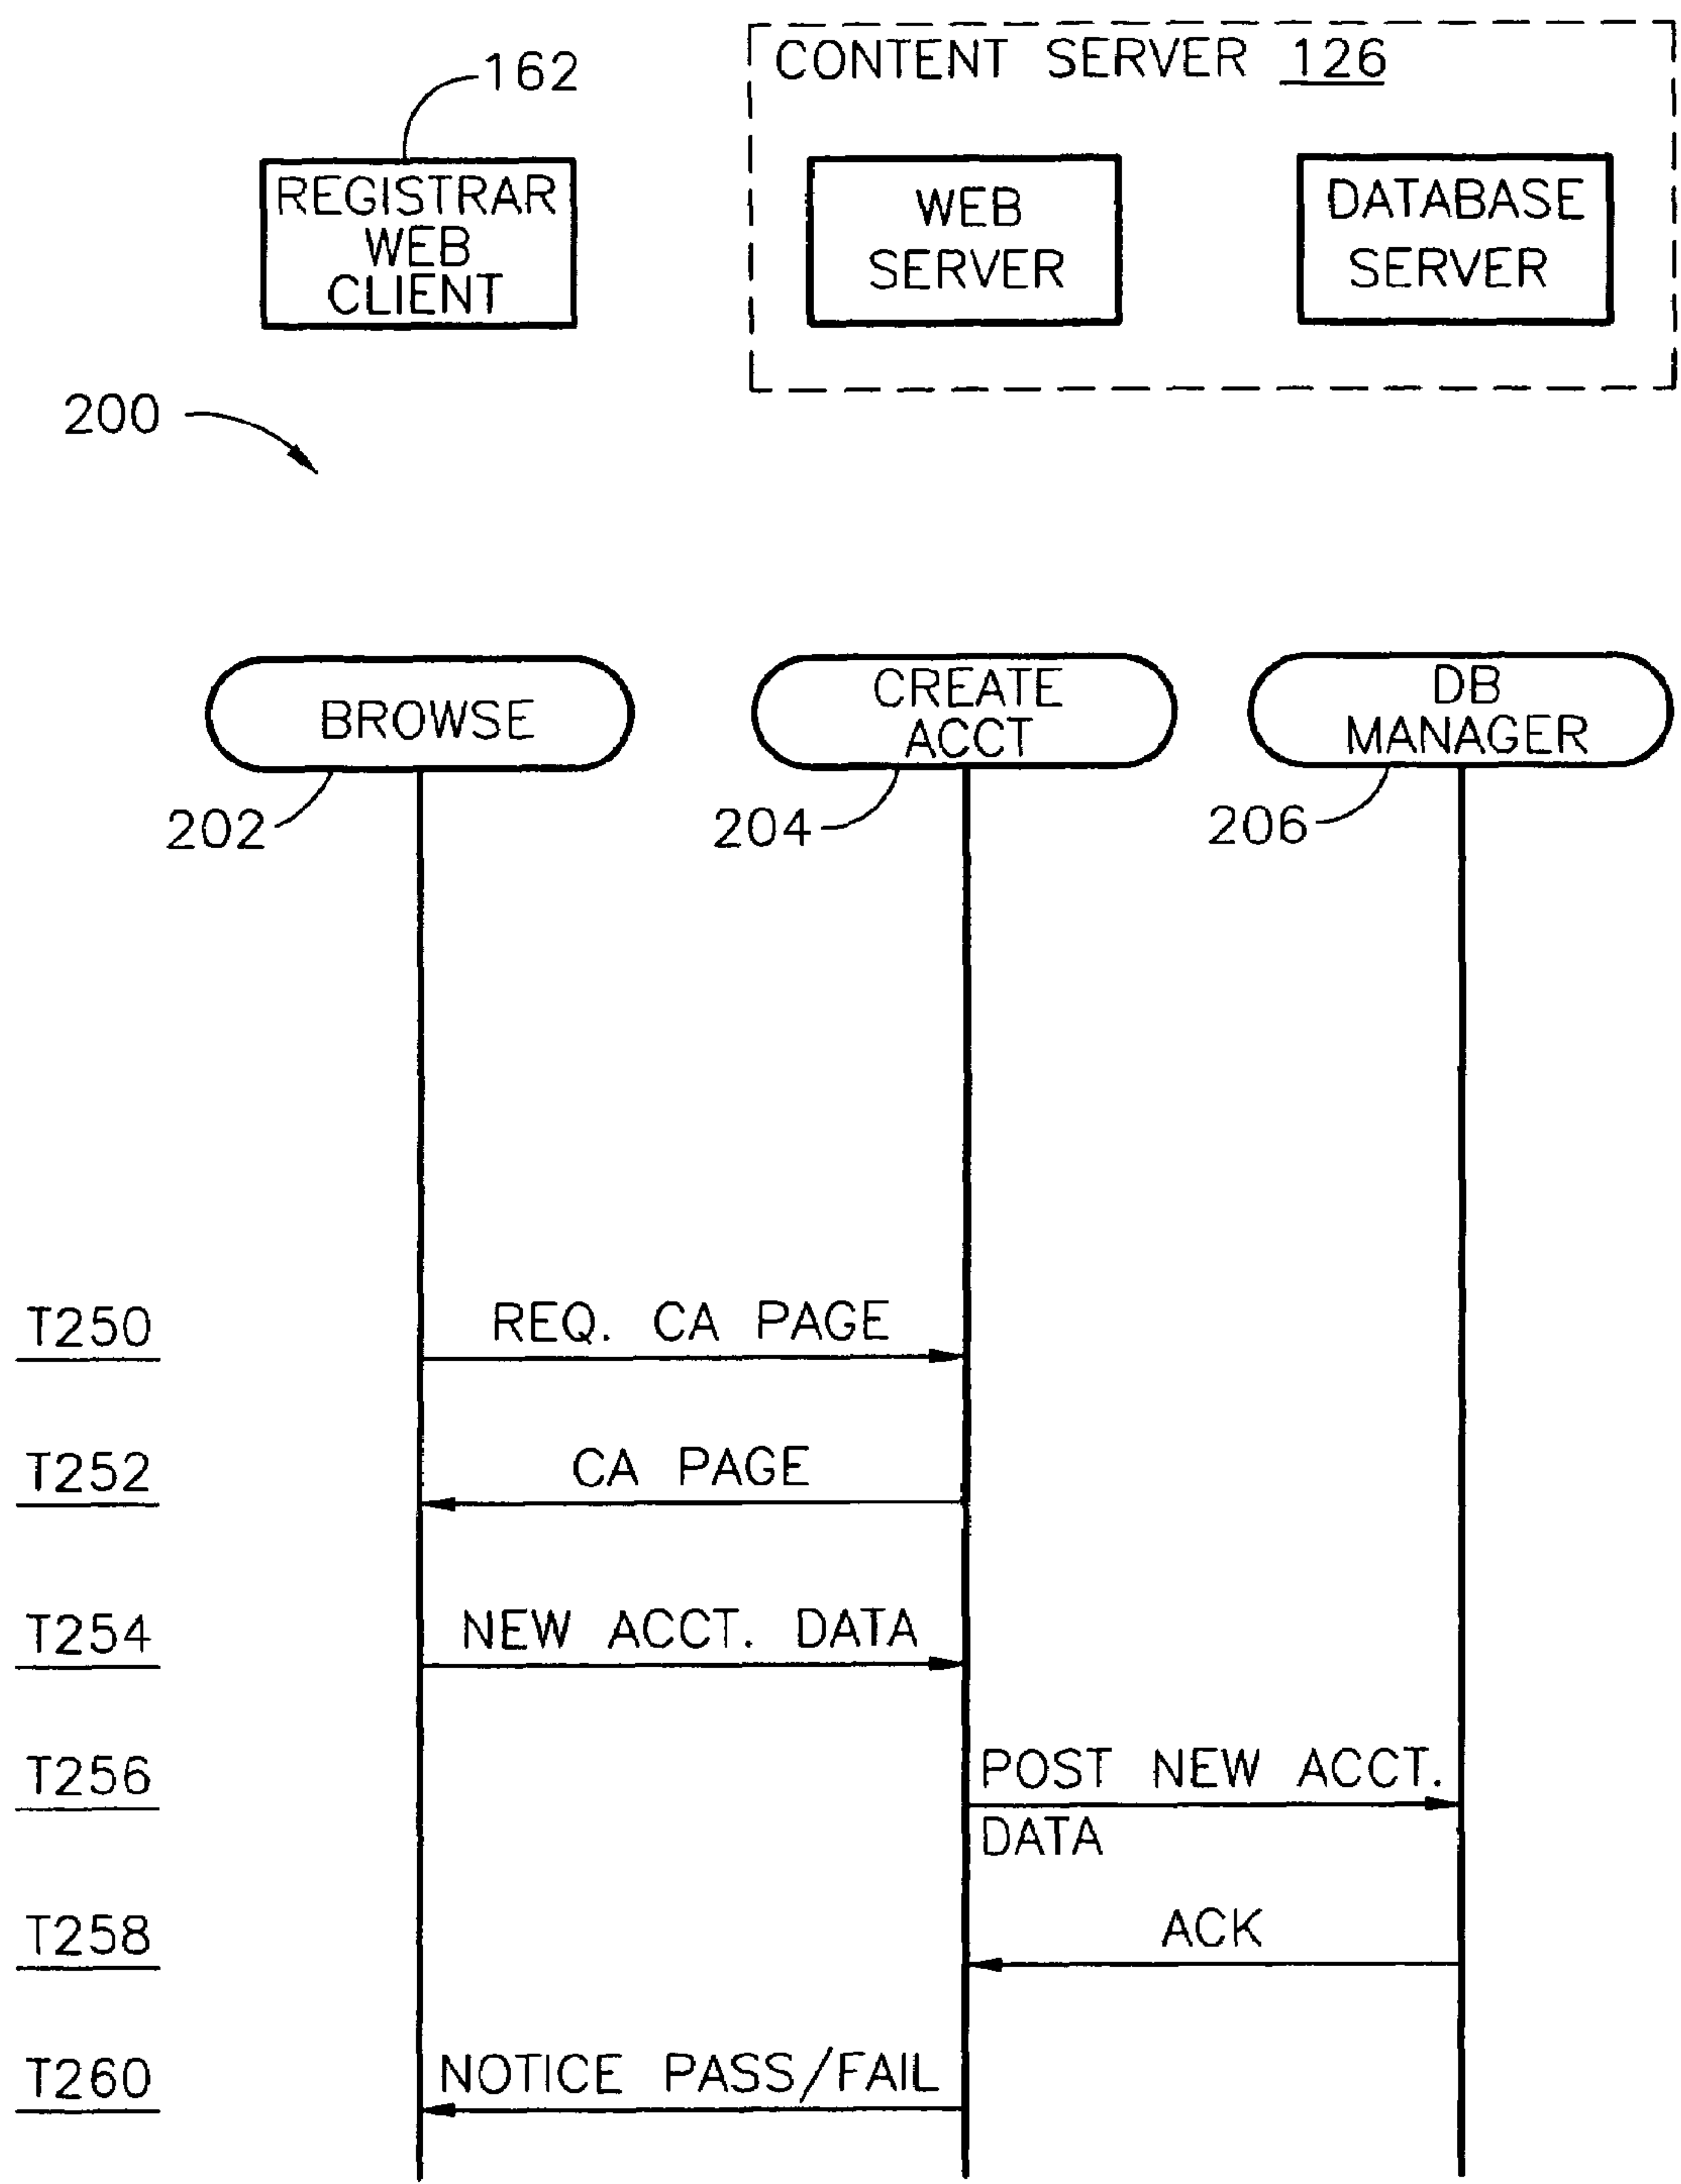 162
CONTENT SERVER 126
REGISTRAR
WEB
CLIENT
WEB
SERVER
DATABASE
SERVER
200
BROWSE
CREATE
ACCT
DB
MANAGER
202
204
206
T250
REQ. CA PAGE
T252
CA PAGE
T254
NEW ACCT. DATA
T256
POST NEW ACCT.
DATA
T258
ACK
T260
NOTICE PASS/FAIL